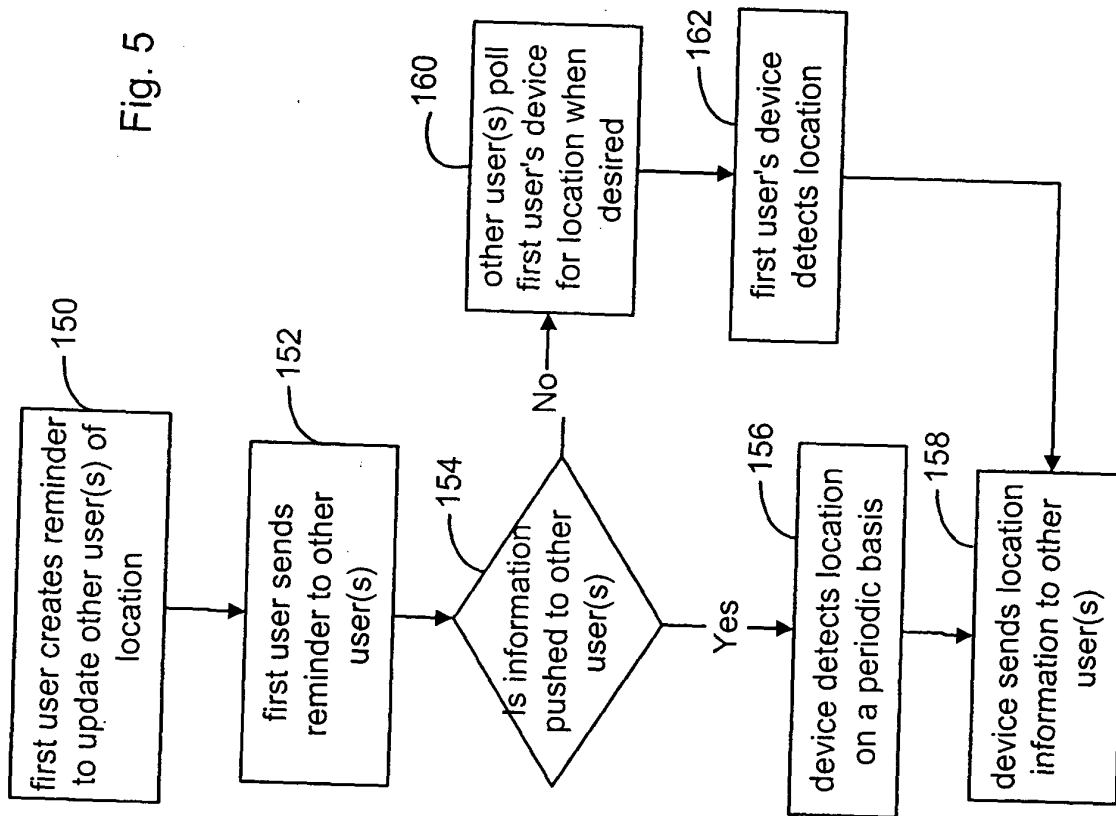 Fig. 5
150
first user creates reminder
to update other user(s) of
location
152
first user sends
reminder to other
user(s)
154
is information
pushed to other
user(s)
No
Yes
160
other user(s) poll
first user's device
for location when
desired
162
first user's device
detects location
156
device detects location
on a periodic basis
158
device sends location
information to other
user(s)